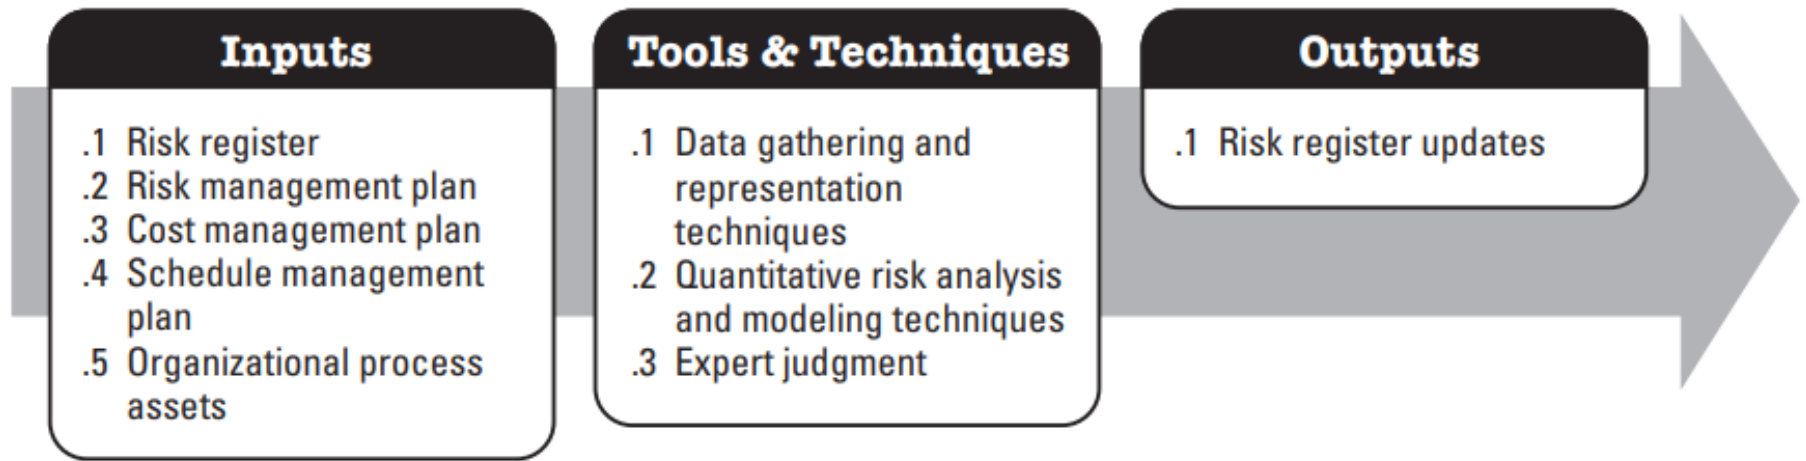 Inputs
.1 Risk register
.2 Risk management plan
.3 Cost management plan
.4 Schedule management
plan
.5 Organizational process
assets
Tools & Techniques
.1 Data gathering and
representation
techniques
.2 Quantitative risk analysis
and modeling techniques
.3 Expert judgment
Outputs
.1 Risk register updates